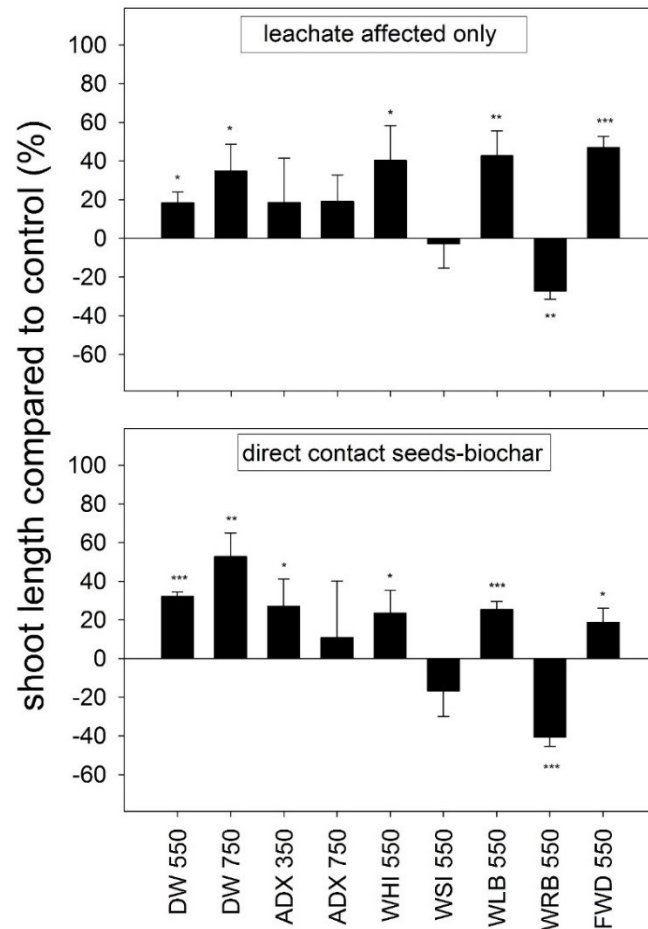 shoot length compared to control (%)
leachate affected only
100
80
60
40
20
0
-20
-40
-60
* * * ** ** ***
direct contact seeds-biochar
100
80
60
40
20
0
-20
-40
-60
*** ** * * *** *** *
DW 550
DW 750
ADX 350
ADX 750
WHI 550
WSI 550
WLB 550
WRB 550
FWD 550